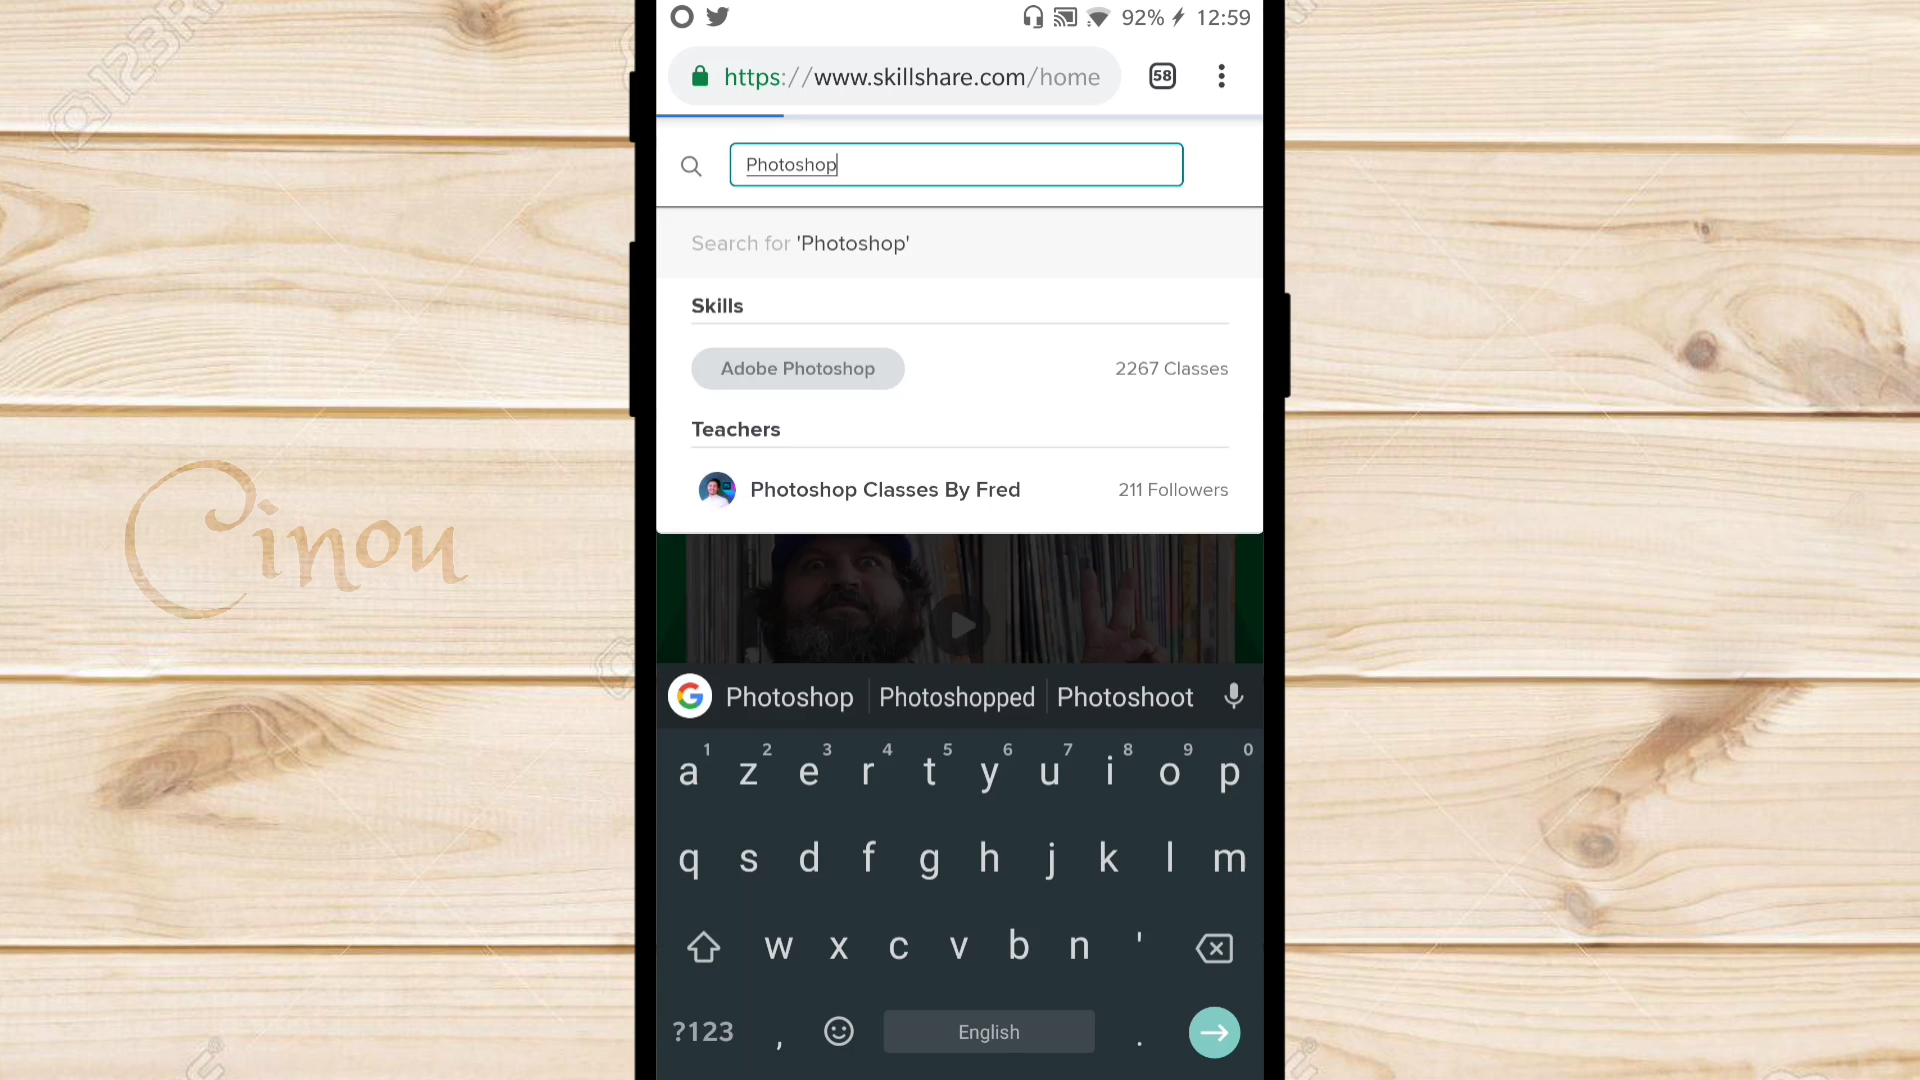 92% 12:59
https://www.skillshare.com/home 58
Photoshop
Search for 'Photoshop'
Skills
Adobe Photoshop 2267 Classes
Teachers
Photoshop Classes By Fred 211 Followers
Cinou
G Photoshop Photoshopped Photoshoot
1 2 3 4 5 6 7 8 9 0
a z e r t y u i o p
q s d f g h j k l m
w x c v b n '
?123 , English .
123R